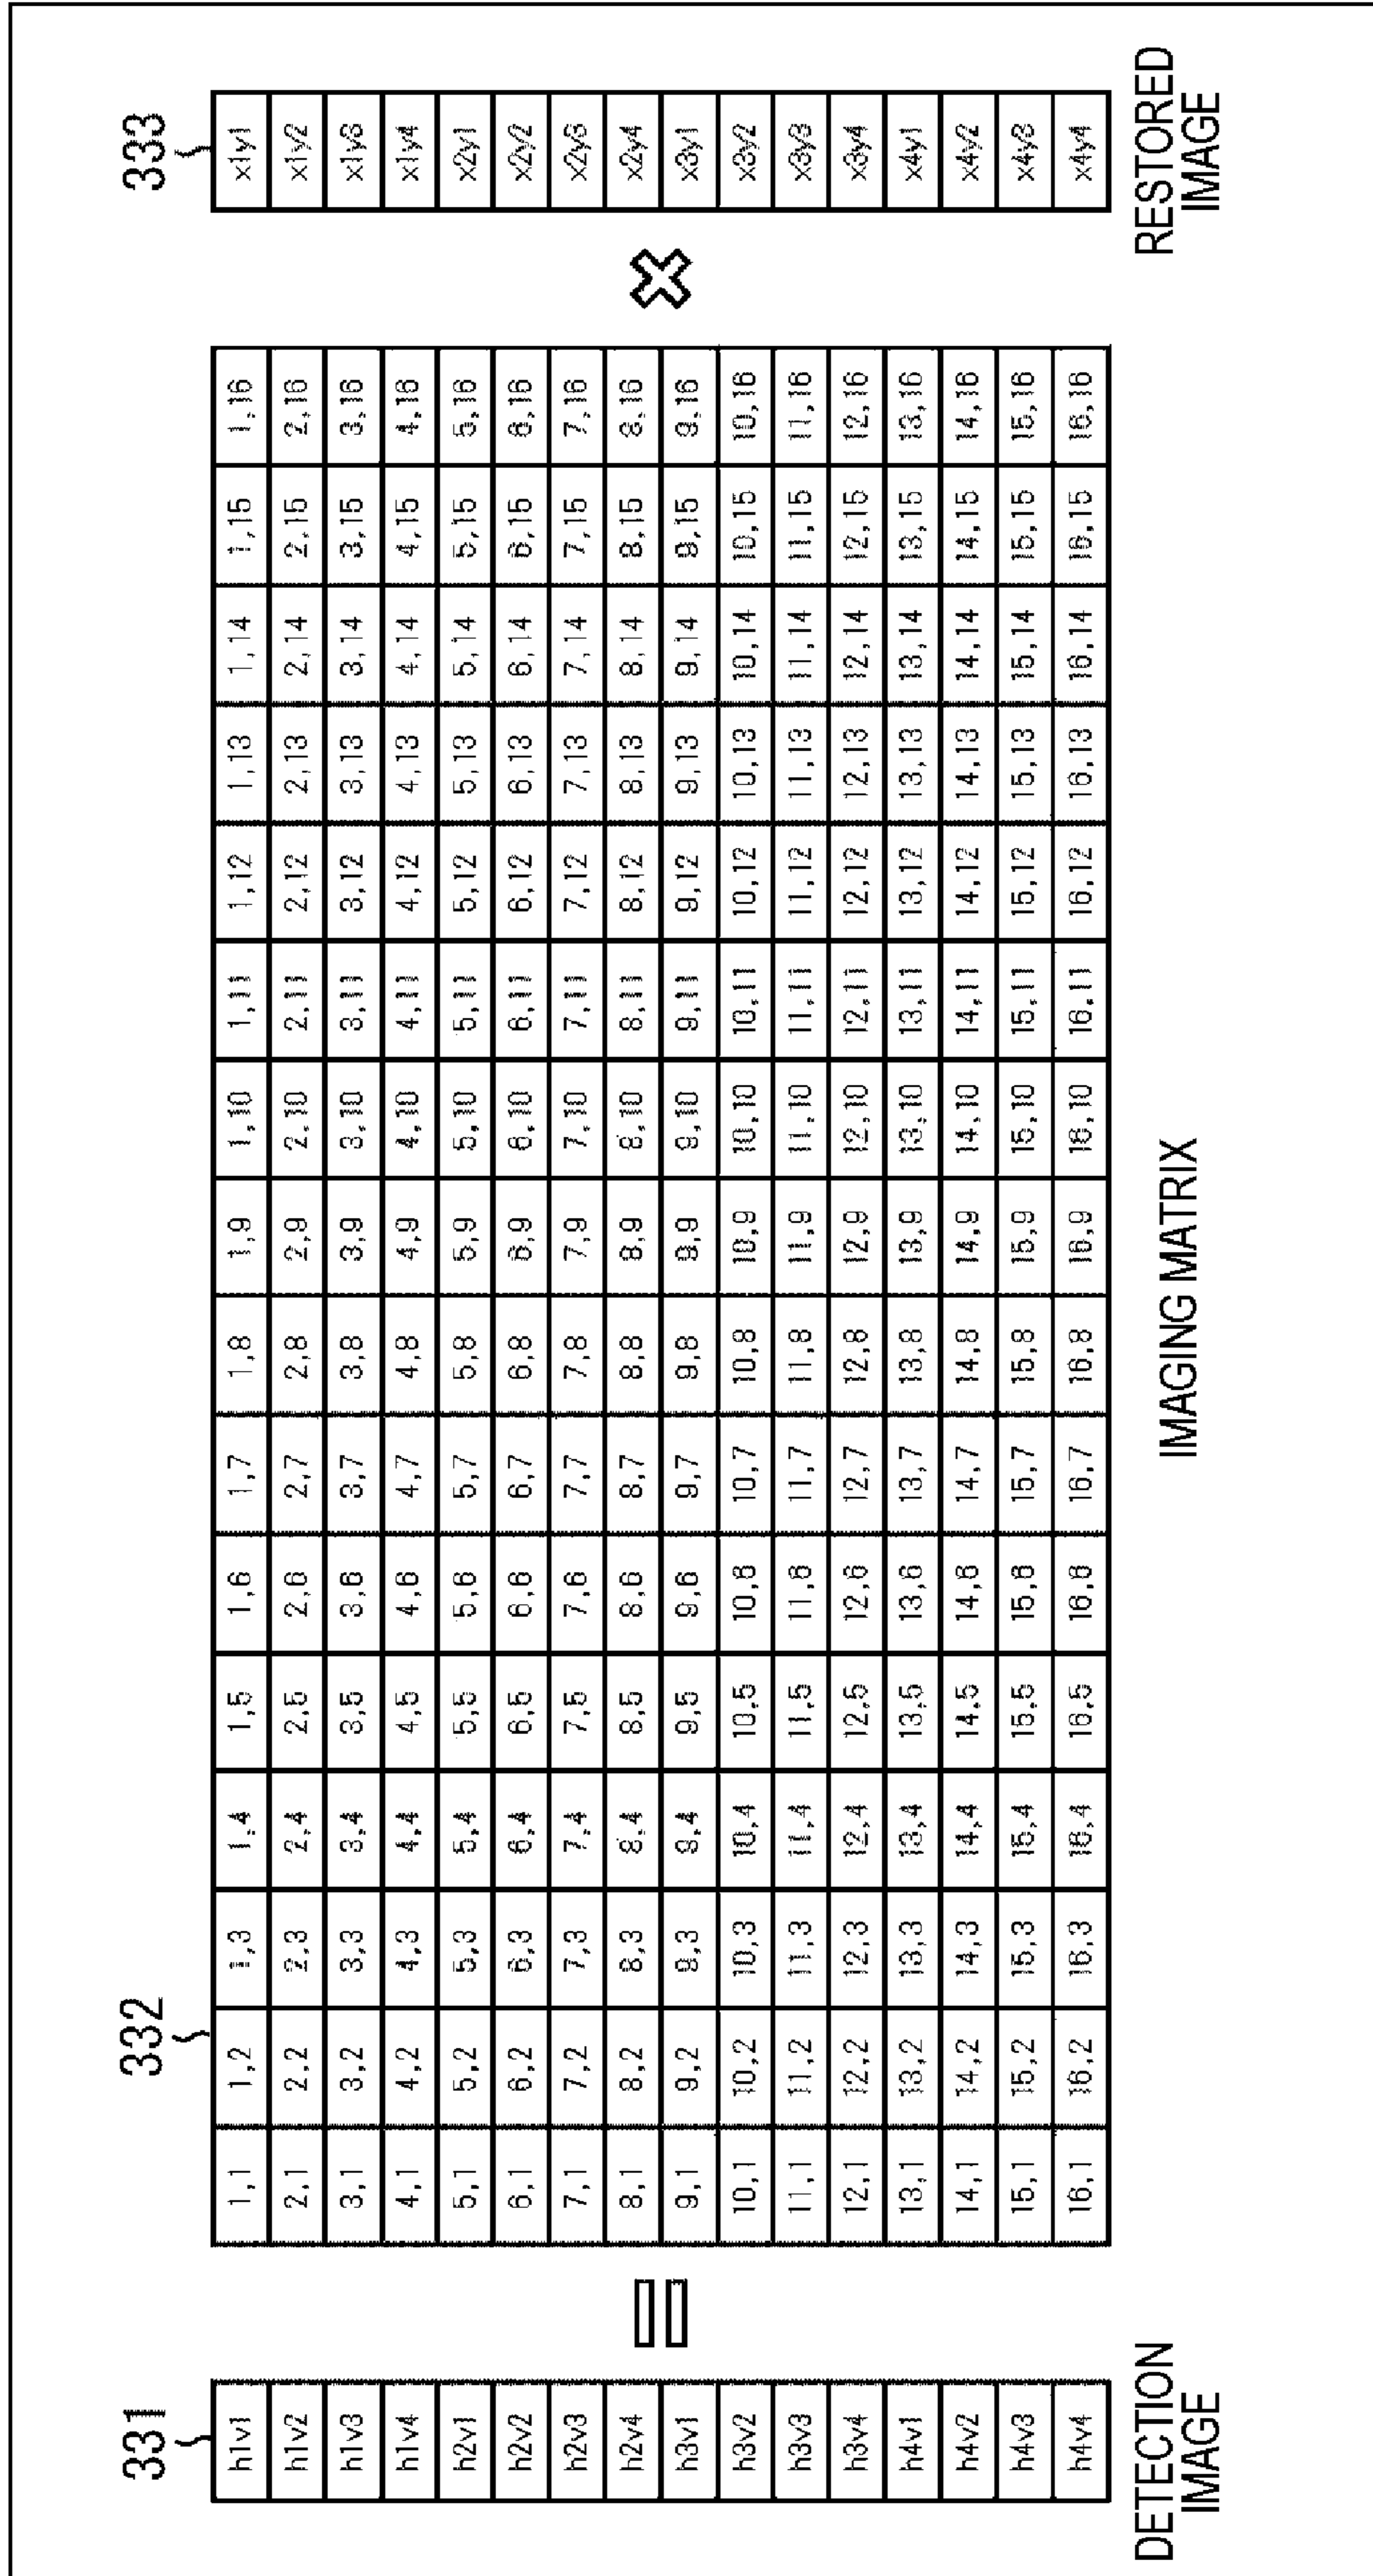 331 332 333
h1v1 1,1 1,2 1,3 1,4 1,5 1,6 1,7 1,8 1,9 1,10 1,11 1,12 1,13 1,14 1,15 1,16 x1y1
h1v2 2,1 2,2 2,3 2,4 2,5 2,6 2,7 2,8 2,9 2,10 2,11 2,12 2,13 2,14 2,15 2,16 x1y2
h1v3 3,1 3,2 3,3 3,4 3,5 3,6 3,7 3,8 3,9 3,10 3,11 3,12 3,13 3,14 3,15 3,16 x1y3
h1v4 4,1 4,2 4,3 4,4 4,5 4,6 4,7 4,8 4,9 4,10 4,11 4,12 4,13 4,14 4,15 4,16 x1y4
h2v1 5,1 5,2 5,3 5,4 5,5 5,6 5,7 5,8 5,9 5,10 5,11 5,12 5,13 5,14 5,15 5,16 x2y1
h2v2 6,1 6,2 6,3 6,4 6,5 6,6 6,7 6,8 6,9 6,10 6,11 6,12 6,13 6,14 6,15 6,16 x2y2
h2v3 7,1 7,2 7,3 7,4 7,5 7,6 7,7 7,8 7,9 7,10 7,11 7,12 7,13 7,14 7,15 7,16 x2y3
h2v4 8,1 8,2 8,3 8,4 8,5 8,6 8,7 8,8 8,9 8,10 8,11 8,12 8,13 8,14 8,15 8,16 x2y4
h3v1 9,1 9,2 9,3 9,4 9,5 9,6 9,7 9,8 9,9 9,10 9,11 9,12 9,13 9,14 9,15 9,16 x3y1
h3v2 10,1 10,2 10,3 10,4 10,5 10,6 10,7 10,8 10,9 10,10 10,11 10,12 10,13 10,14 10,15 10,16 x3y2
h3v3 11,1 11,2 11,3 11,4 11,5 11,6 11,7 11,8 11,9 11,10 11,11 11,12 11,13 11,14 11,15 11,16 x3y3
h3v4 12,1 12,2 12,3 12,4 12,5 12,6 12,7 12,8 12,9 12,10 12,11 12,12 12,13 12,14 12,15 12,16 x3y4
h4v1 13,1 13,2 13,3 13,4 13,5 13,6 13,7 13,8 13,9 13,10 13,11 13,12 13,13 13,14 13,15 13,16 x4y1
h4v2 14,1 14,2 14,3 14,4 14,5 14,6 14,7 14,8 14,9 14,10 14,11 14,12 14,13 14,14 14,15 14,16 x4y2
h4v3 15,1 15,2 15,3 15,4 15,5 15,6 15,7 15,8 15,9 15,10 15,11 15,12 15,13 15,14 15,15 15,16 x4y3
h4v4 16,1 16,2 16,3 16,4 16,5 16,6 16,7 16,8 16,9 16,10 16,11 16,12 16,13 16,14 16,15 16,16 x4y4
= ×
DETECTION
IMAGE
IMAGING MATRIX
RESTORED
IMAGE